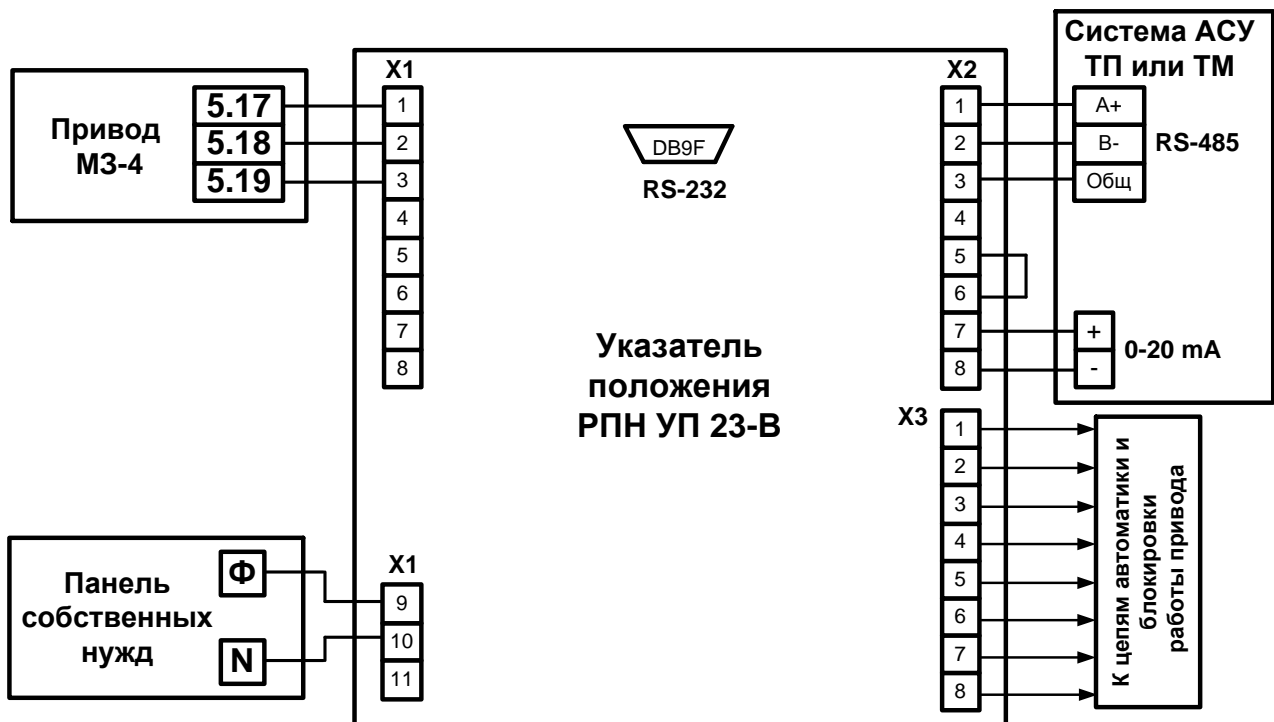 Привод
МЗ-4
5.17
5.18
5.19
X1
1
2
3
4
5
6
7
8
DB9F
RS-232
Указатель
положения
РПН УП 23-В
X2
1
2
3
4
5
6
7
8
Система АСУ
ТП или ТМ
A+
B-
Общ
RS-485
+
-
0-20 mA
X3
1
2
3
4
5
6
7
8
К цепям автоматики и
блокировки
работы привода
Панель
собственных
нужд
Ф
N
X1
9
10
11